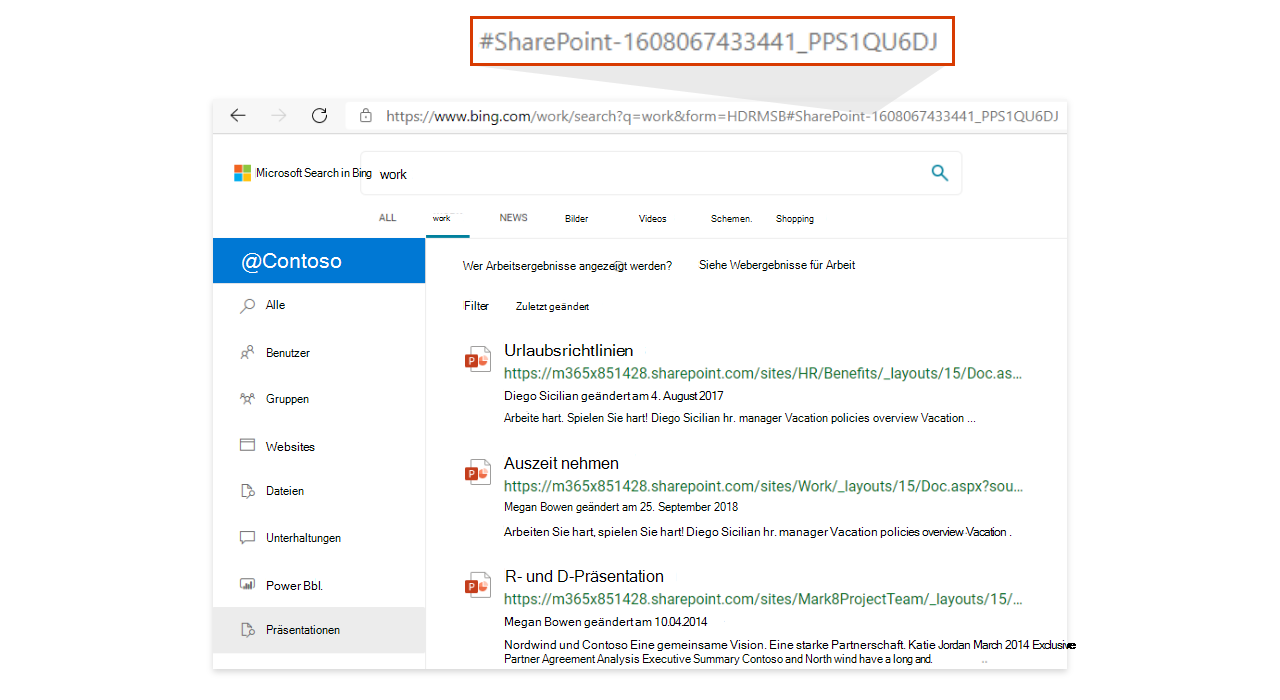 #SharePoint-1608067433441_PPS1QU6DJ
https://www.bing.com/work/search?q=work&form=HDRMSB#SharePoint-1608067433441_PPS1QU6DJ
Microsoft Search in Bing
work
ALL work NEWS Bilder Videos Schemen. Shopping
@Contoso
Wer Arbeitsergebnisse angezeigt werden? Siehe Webergebnisse für Arbeit
Alle
Filter Zuletzt geändert
Benutzer
Gruppen
Websites
Dateien
Unterhaltungen
Power Bbl.
Präsentationen
Urlaubsrichtlinien
https://m365x851428.sharepoint.com/sites/HR/Benefits/_layouts/15/Doc.as...
Diego Sicilian geändert am 4. August 2017
Arbeite hart. Spielen Sie hart! Diego Sicilian hr. manager Vacation policies overview Vacation ...
Auszeit nehmen
https://m365x851428.sharepoint.com/sites/Work/_layouts/15/Doc.aspx?sou...
Megan Bowen geändert am 25. September 2018
Arbeiten Sie hart, spielen Sie hart! Diego Sicilian hr. manager Vacation policies overview Vacation .
R- und D-Präsentation
https://m365x851428.sharepoint.com/sites/Mark8ProjectTeam/_layouts/15/...
Megan Bowen geändert am 10.04.2014
Nordwind und Contoso Eine gemeinsame Vision. Eine starke Partnerschaft. Katie Jordan March 2014 Exclusive
Partner Agreement Analysis Executive Summary Contoso and North wind have a long and. ..